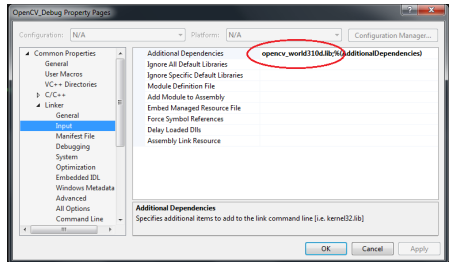 OpenCV_Debug Property Pages
Configuration: N/A Platform: N/A Configuration Manager...
Common Properties
General
User Macros
VC++ Directories
C/C++
Linker
General
Input
Manifest File
Debugging
System
Optimization
Embedded IDL
Windows Metadata
Advanced
All Options
Command Line
Additional Dependencies opencv_world310d.lib;%(AdditionalDependencies)
Ignore All Default Libraries
Ignore Specific Default Libraries
Module Definition File
Add Module to Assembly
Embed Managed Resource File
Force Symbol References
Delay Loaded Dlls
Assembly Link Resource
Additional Dependencies
Specifies additional items to add to the link command line [i.e. kernel32.lib]
OK Cancel Apply